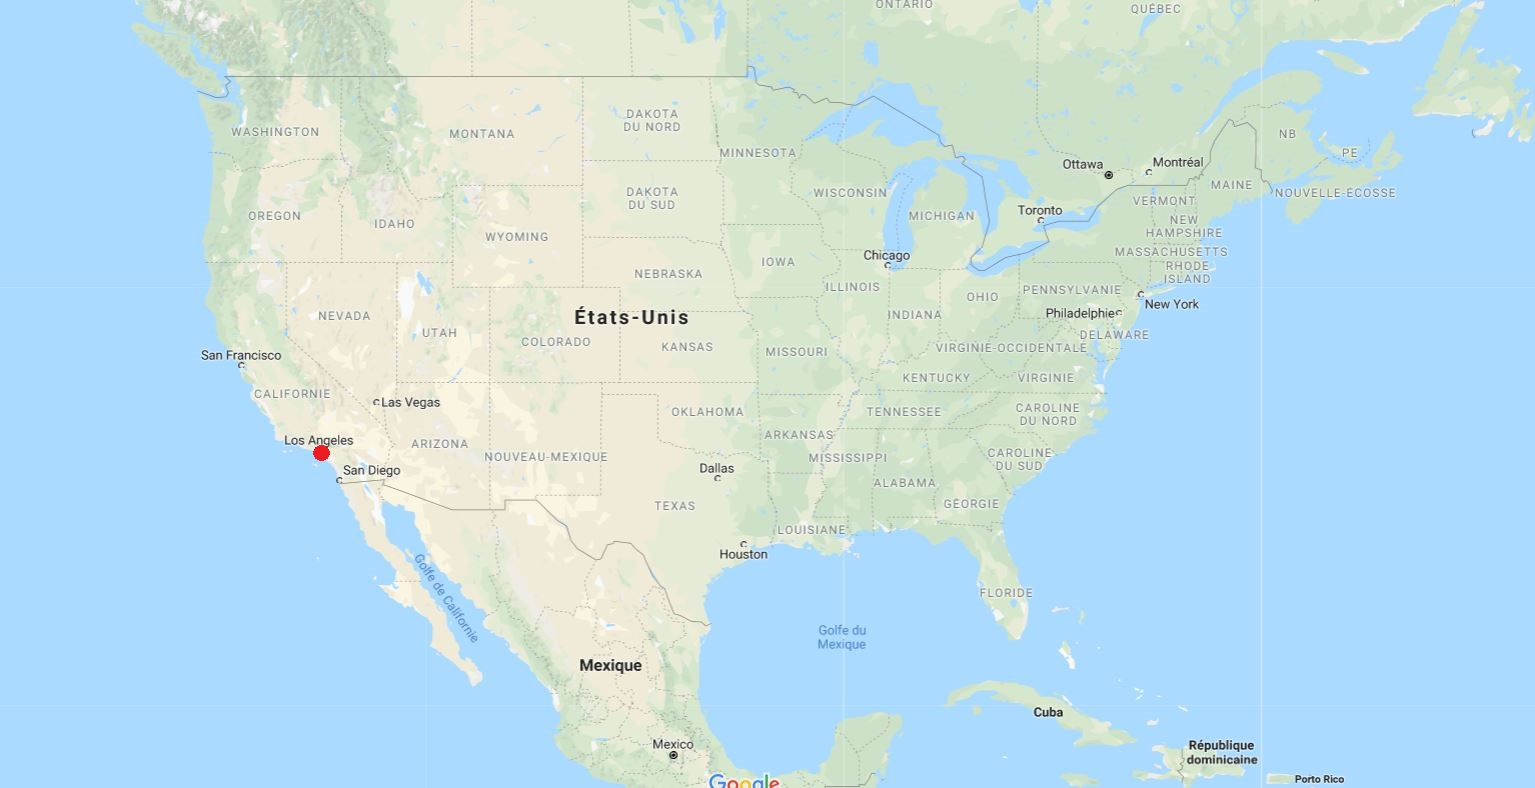 ONTARIO
QUÉBEC
WASHINGTON
MONTANA
DAKOTA
DU NORD
MINNESOTA
NB
PE
Ottawa
Montréal
OREGON
IDAHO
WYOMING
DAKOTA
DU SUD
WISCONSIN
MICHIGAN
Toronto
MAINE
NOUVELLE-ÉCOSSE
VERMONT
NEW
HAMPSHIRE
MASSACHUSETTS
RHODE
ISLAND
Chicago
IOWA
NEBRASKA
ILLINOIS
INDIANA
OHIO
PENNSYLVANIE
New York
Philadelphie
DELAWARE
NEVADA
UTAH
États-Unis
COLORADO
KANSAS
MISSOURI
VIRGINIE-OCCIDENTALE
San Francisco
CALIFORNIE
Las Vegas
KENTUCKY
VIRGINIE
OKLAHOMA
TENNESSEE
CAROLINE
DU NORD
Los Angeles
ARIZONA
NOUVEAU-MEXIQUE
ARKANSAS
MISSISSIPPI
CAROLINE
DU SUD
San Diego
Dallas
ALABAMA
GÉORGIE
TEXAS
LOUISIANE
Houston
FLORIDE
Golfe de Californie
Golfe du
Mexique
Mexique
Cuba
Mexico
République
dominicaine
Porto Rico
Google